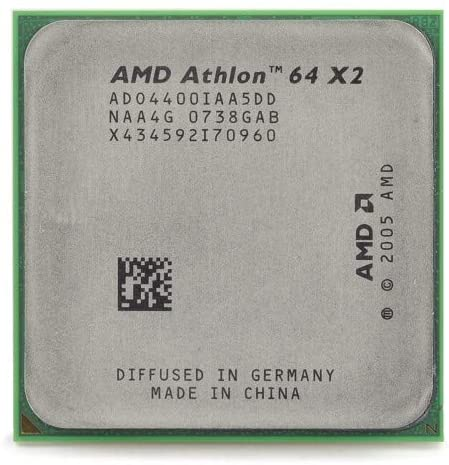 AMD Athlon™ 64 X2
ADO4400IAA5DD
NAA4G 0738GAB
X434592I70960
AMD
© 2005 AMD
DIFFUSED IN GERMANY
MADE IN CHINA